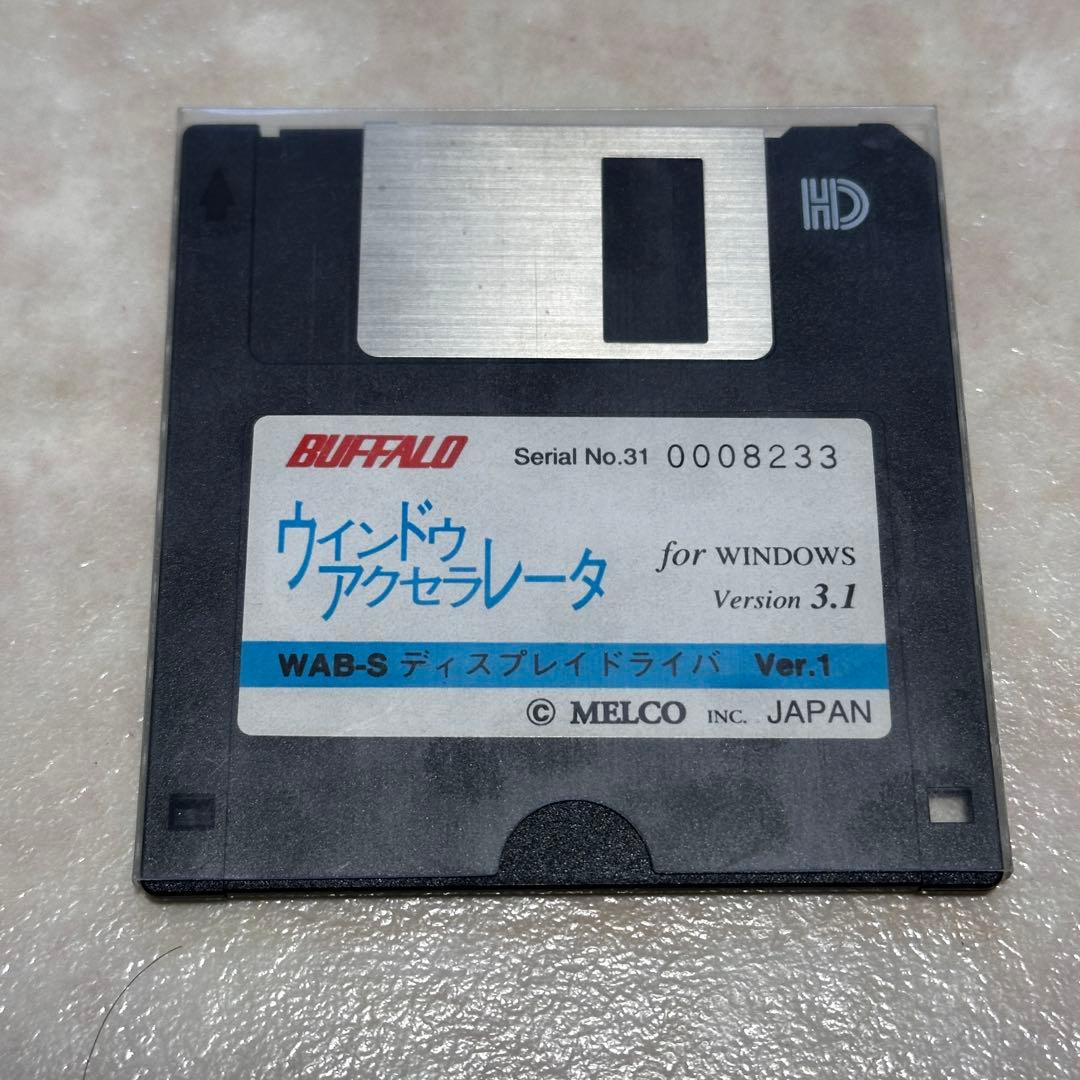 HD
BUFFALO Serial No.31 0008233
ウィンドゥ
アクセラレータ
for WINDOWS
Version 3.1
WAB-S ディスプレイドライバ Ver.1
© MELCO INC. JAPAN